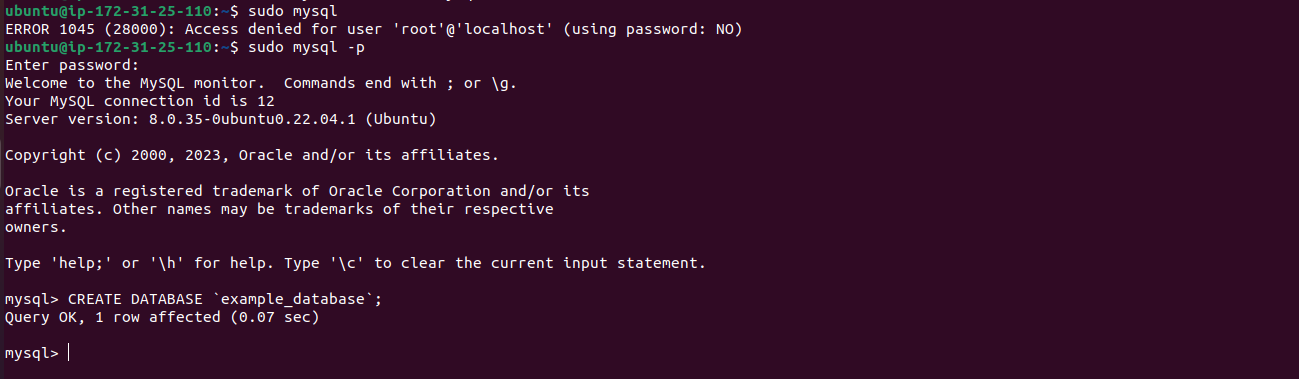 ubuntu@ip-172-31-25-110:~$ sudo mysql
ERROR 1045 (28000): Access denied for user 'root'@'localhost' (using password: NO)
ubuntu@ip-172-31-25-110:~$ sudo mysql -p
Enter password:
Welcome to the MySQL monitor.  Commands end with ; or \g.
Your MySQL connection id is 12
Server version: 8.0.35-0ubuntu0.22.04.1 (Ubuntu)
Copyright (c) 2000, 2023, Oracle and/or its affiliates.
Oracle is a registered trademark of Oracle Corporation and/or its
affiliates. Other names may be trademarks of their respective
owners.
Type 'help;' or '\h' for help. Type '\c' to clear the current input statement.
mysql> CREATE DATABASE `example_database`;
Query OK, 1 row affected (0.07 sec)
mysql>